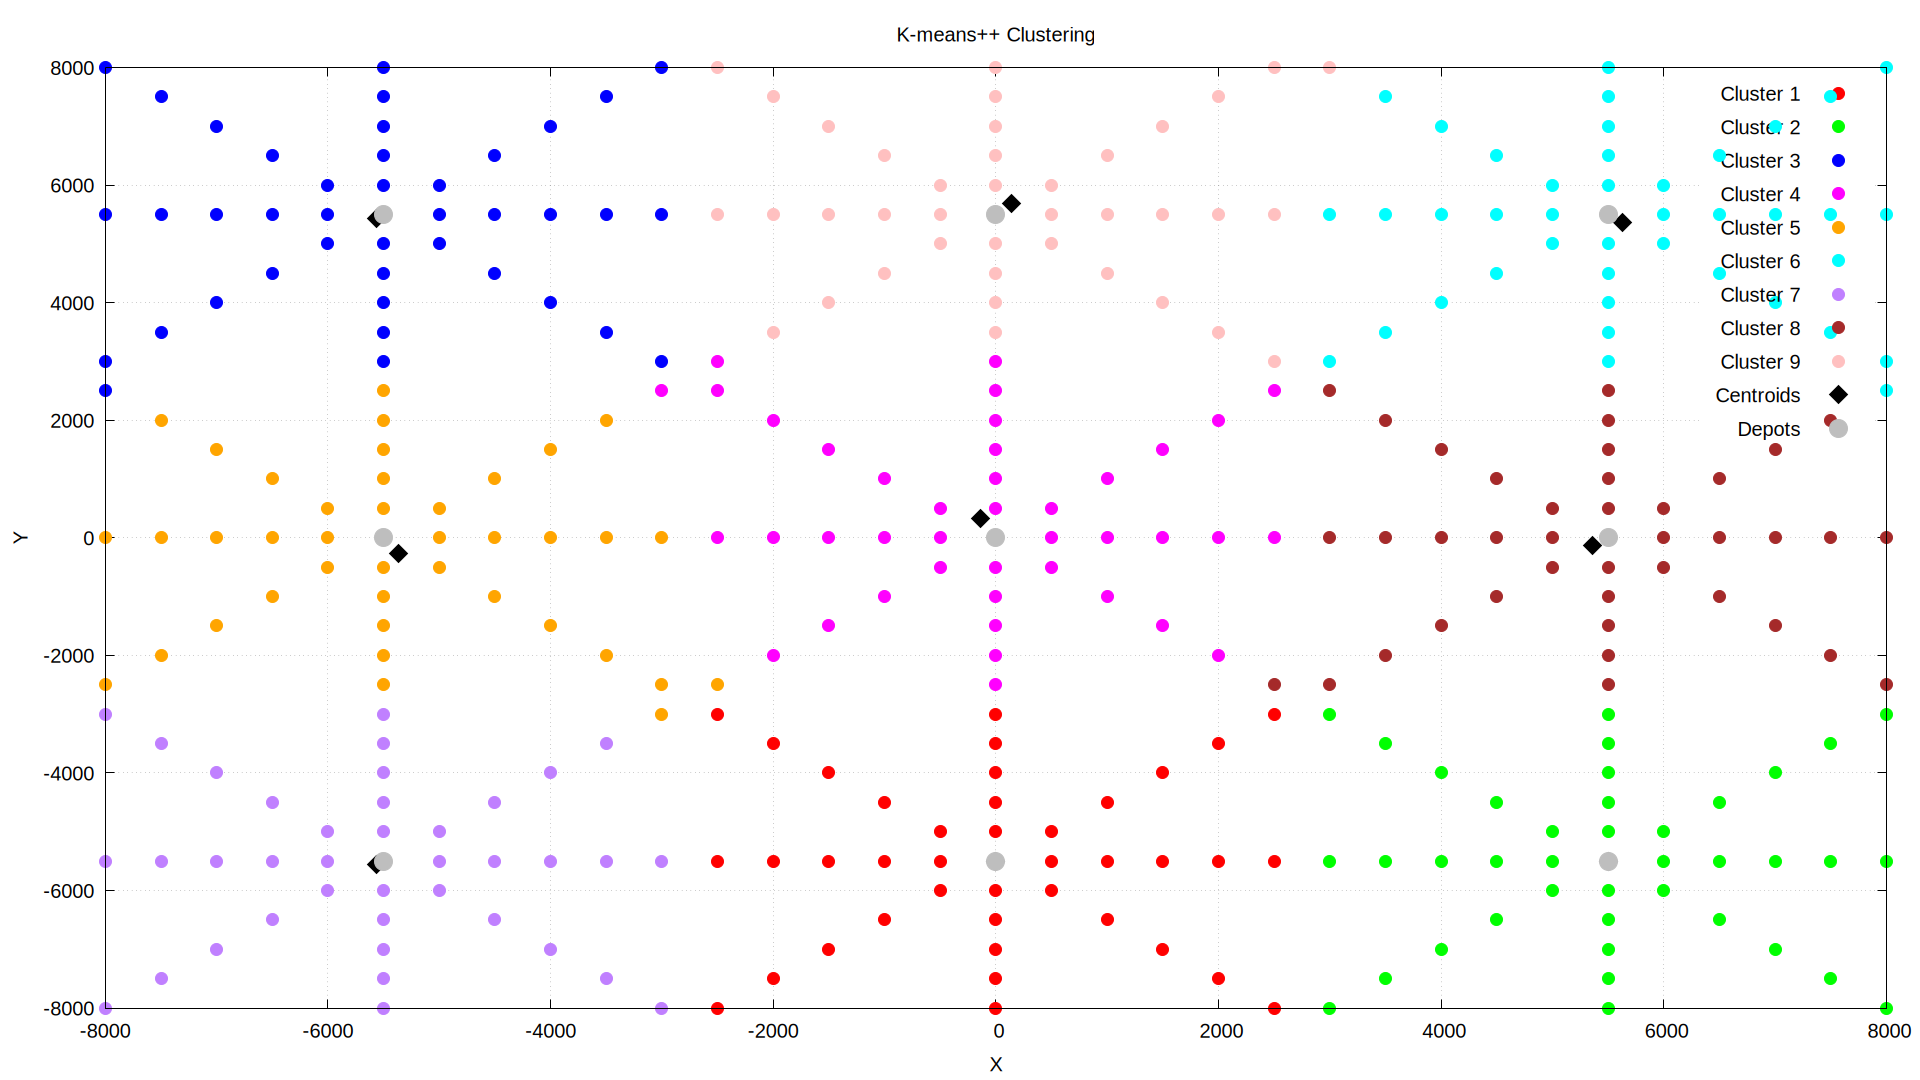 K-means++ Clustering
8000
6000
4000
2000
0
-2000
-4000
-6000
-8000
Y
-8000 -6000 -4000 -2000 0 2000 4000 6000 8000
X
Cluster 1
Cluster 2
Cluster 3
Cluster 4
Cluster 5
Cluster 6
Cluster 7
Cluster 8
Cluster 9
Centroids
Depots